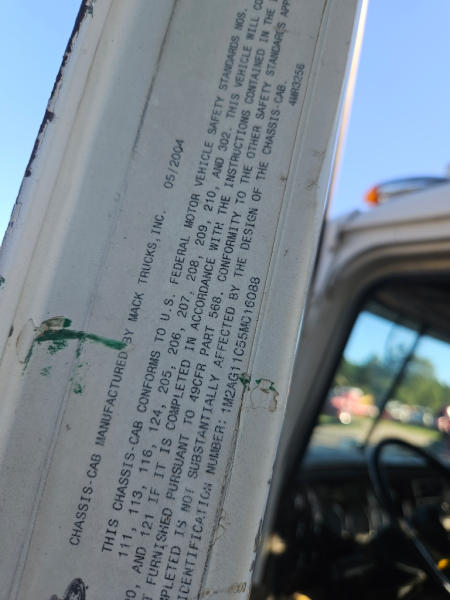 CHASSIS-CAB MANUFACTURED BY MACK TRUCKS, INC. 05/2004
THIS CHASSIS-CAB CONFORMS TO U.S. FEDERAL MOTOR VEHICLE SAFETY STANDARDS NOS.
111, 113, 116, 124, 205, 206, 207, 208, 209, 210, AND 302. THIS VEHICLE WILL CO
AND 121 IF IT IS COMPLETED IN ACCORDANCE WITH THE INSTRUCTIONS CONTAINED IN THE
FURNISHED PURSUANT TO 49CFR PART 568. CONFORMITY TO THE OTHER SAFETY STANDARDS APP
PLETED IS NOT SUBSTANTIALLY AFFECTED BY THE DESIGN OF THE CHASSIS-CAB.
IDENTIFICATION NUMBER: 1M2AG11C55M016088
4MR3256